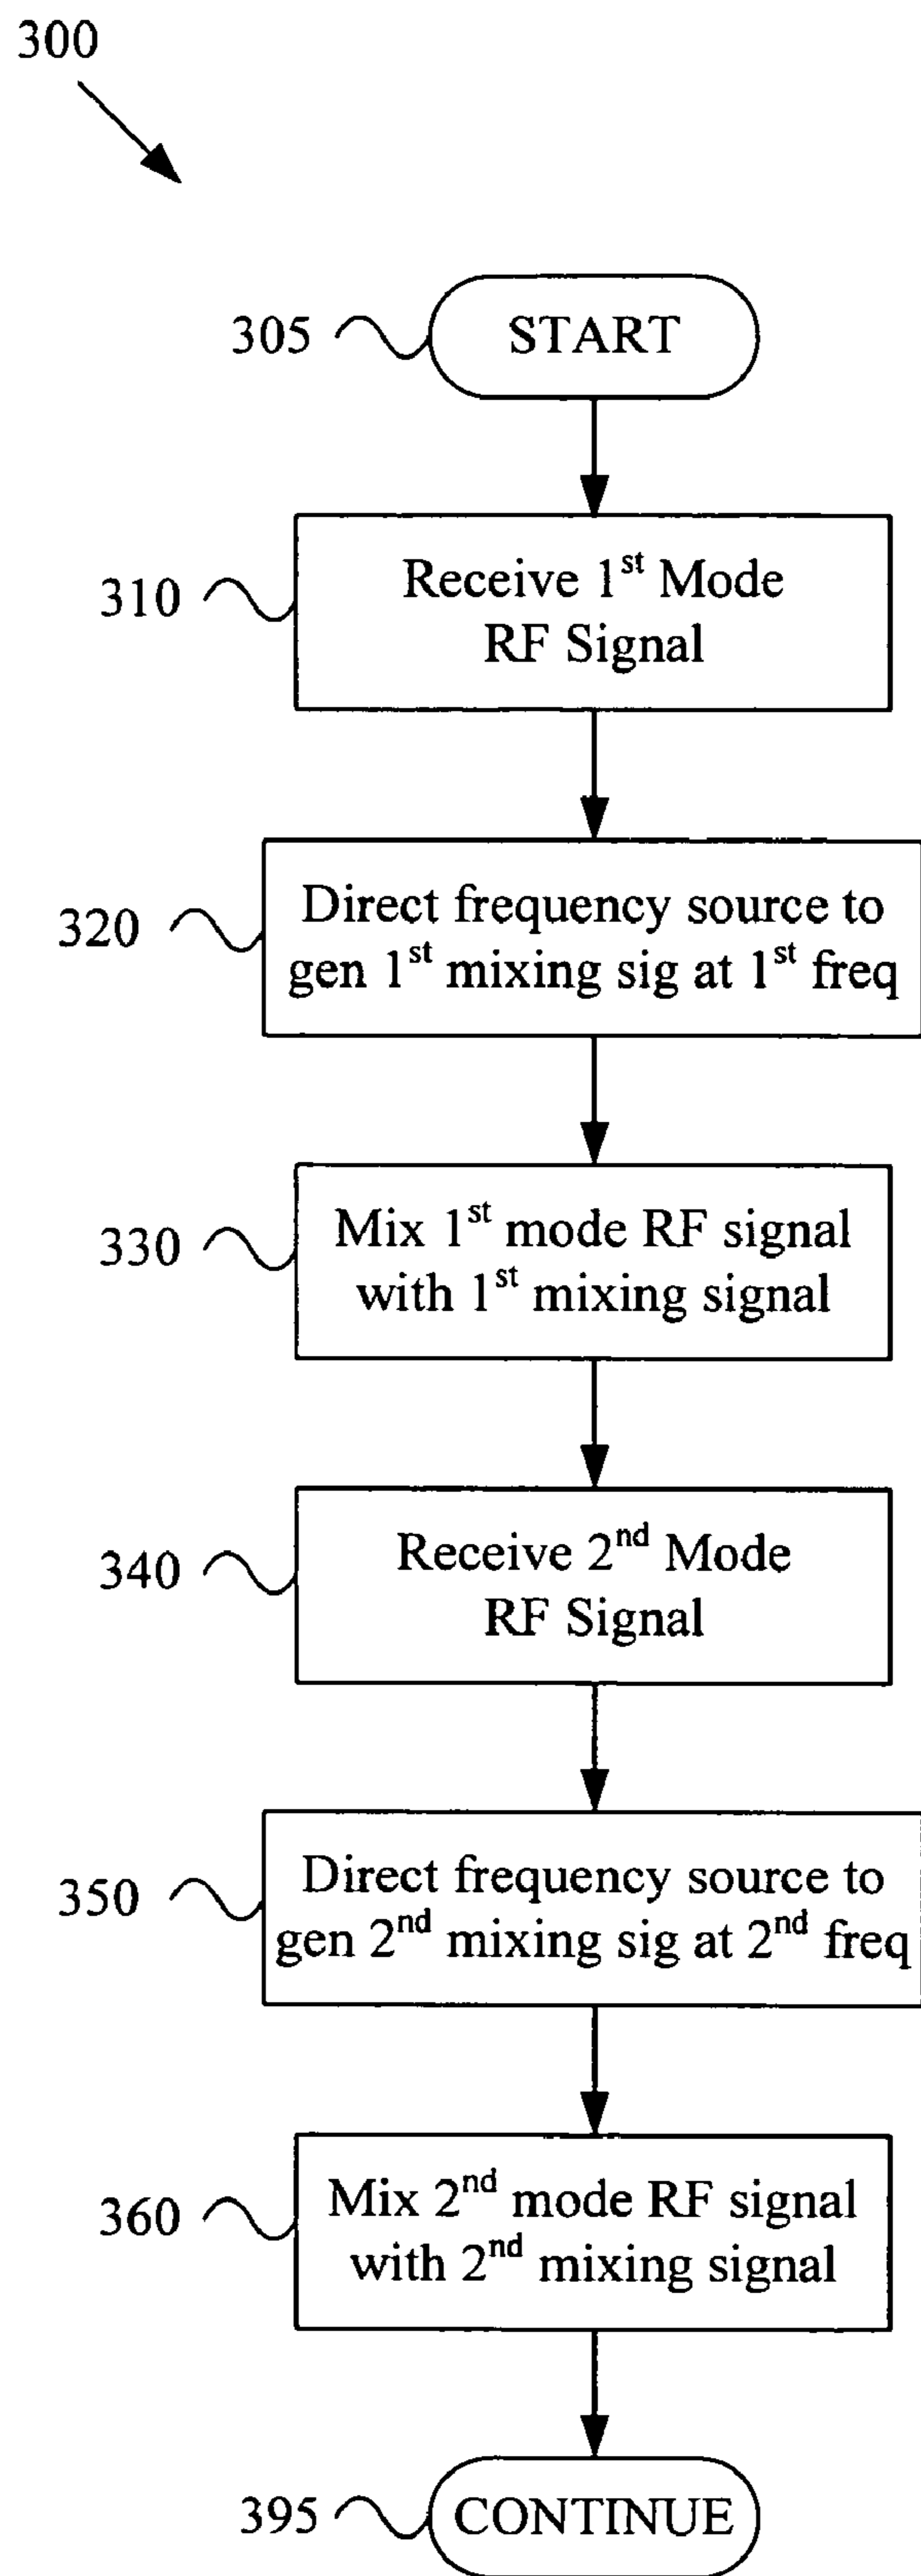 300
305
START
310
Receive 1st Mode
RF Signal
320
Direct frequency source to
gen 1st mixing sig at 1st freq
330
Mix 1st mode RF signal
with 1st mixing signal
340
Receive 2nd Mode
RF Signal
350
Direct frequency source to
gen 2nd mixing sig at 2nd freq
360
Mix 2nd mode RF signal
with 2nd mixing signal
395
CONTINUE